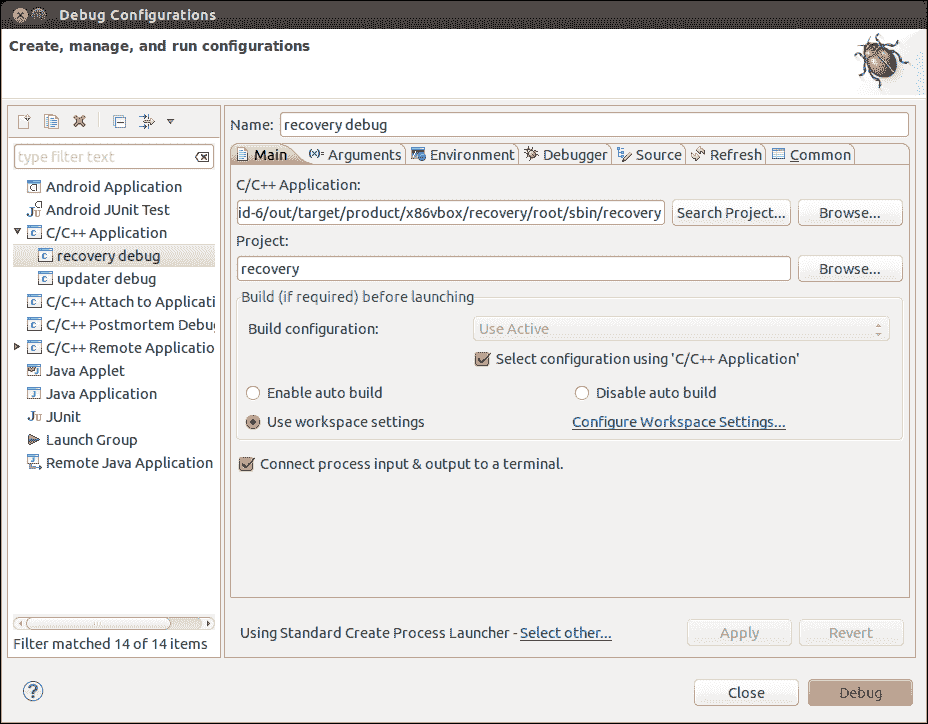 Debug Configurations
Create, manage, and run configurations
type filter text
Android Application
Android JUnit Test
C/C++ Application
recovery debug
updater debug
C/C++ Attach to Applicati
C/C++ Postmortem Debug
C/C++ Remote Applicatio
Java Applet
Java Application
JUnit
Launch Group
Remote Java Application
Filter matched 14 of 14 items
Name: recovery debug
Main (x)= Arguments Environment Debugger Source Refresh Common
C/C++ Application:
id-6/out/target/product/x86vbox/recovery/root/sbin/recovery Search Project... Browse...
Project:
recovery Browse...
Build (if required) before launching
Build configuration: Use Active
Select configuration using 'C/C++ Application'
Enable auto build Disable auto build
Use workspace settings Configure Workspace Settings...
Connect process input & output to a terminal.
Using Standard Create Process Launcher - Select other... Apply Revert
? Close Debug